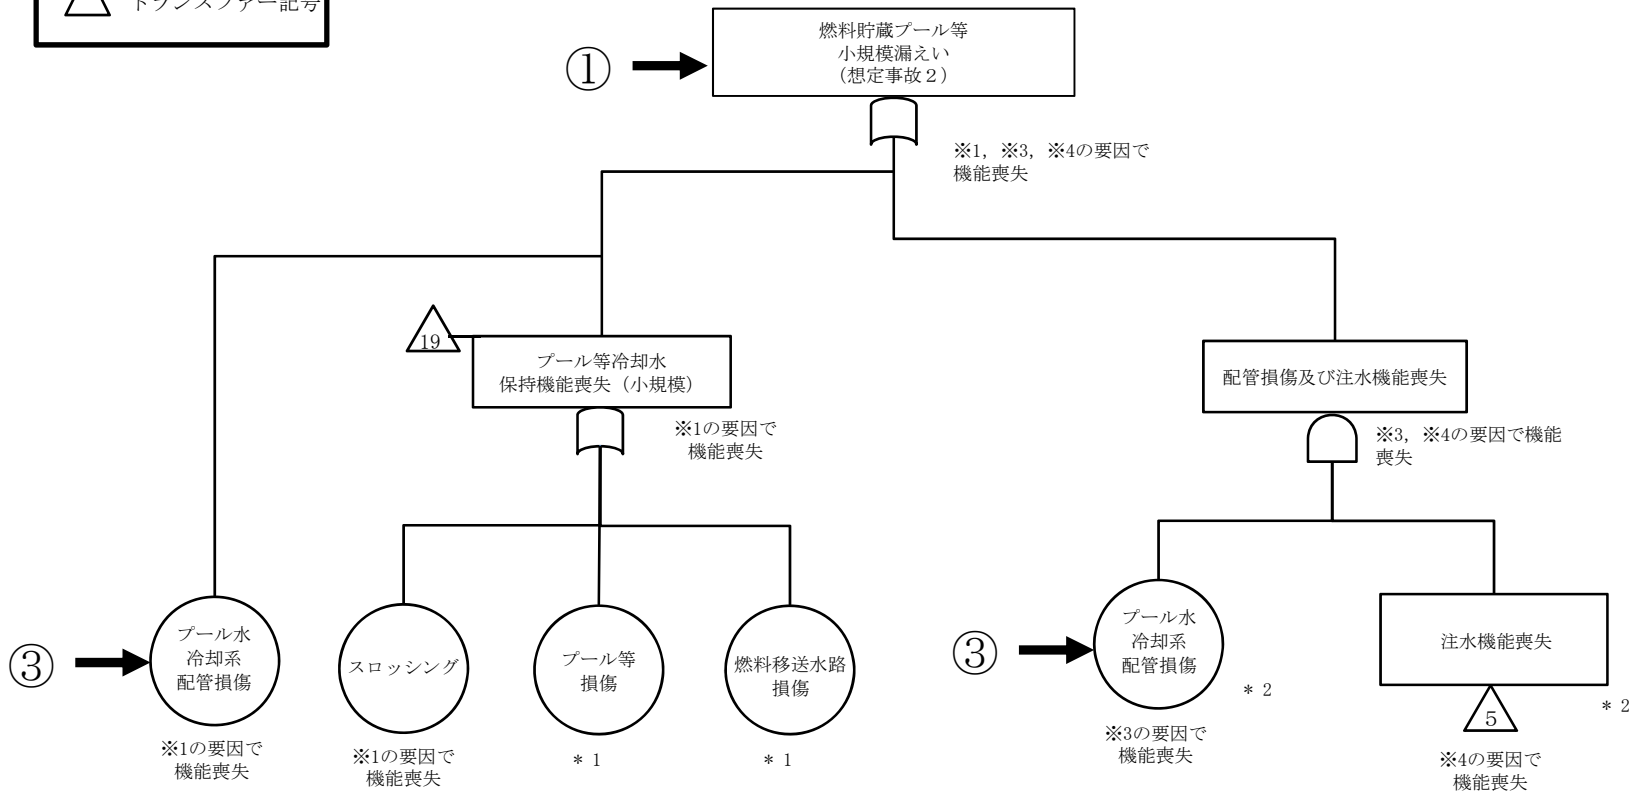 トランスファー記号
①
燃料貯蔵プール等
小規模漏えい
（想定事故２）
※1，※3，※4の要因で
機能喪失
19
プール等冷却水
保持機能喪失（小規模）
※1の要因で
機能喪失
配管損傷及び注水機能喪失
※3，※4の要因で機能
喪失
③
プール水
冷却系
配管損傷
※1の要因で
機能喪失
スロッシング
※1の要因で
機能喪失
プール等
損傷
＊1
燃料移送水路
損傷
＊1
③
プール水
冷却系
配管損傷
＊2
※3の要因で
機能喪失
注水機能喪失
5
＊2
※4の要因で
機能喪失